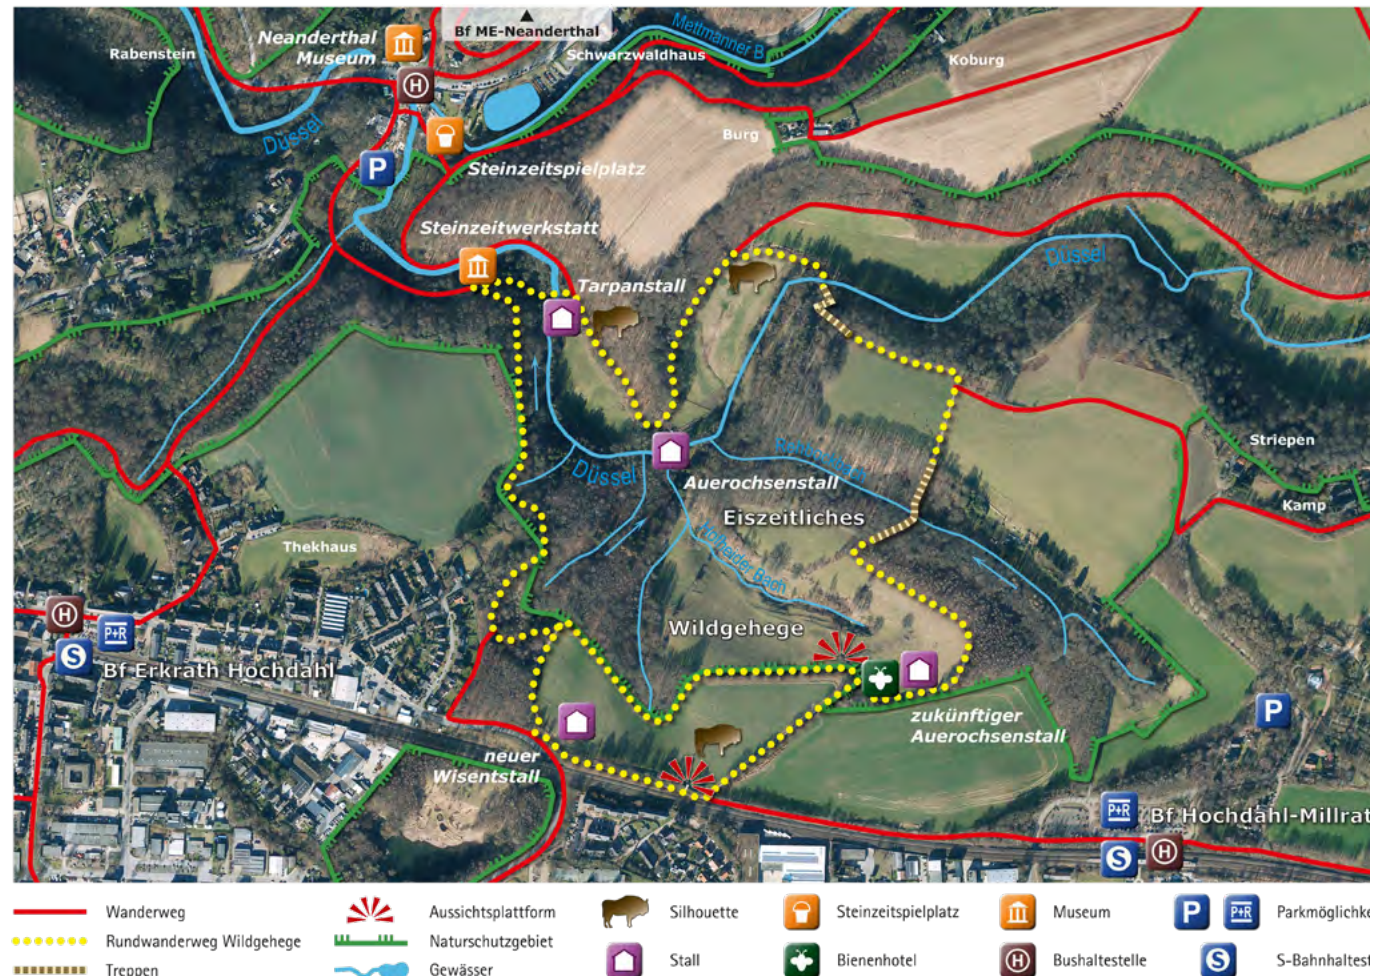 Bf ME-Neanderthal
Neanderthal
Museum
Rabenstein
Mettmanner B
Schwarzwaldhaus
Koburg
H
Düssel
Burg
P
Steinzeitspielplatz
Steinzeitwerkstatt
Düssel
Tarpanstall
Striepen
Düssel
Auerochsenstall
Kamp
Eiszeitliches
Thekhaus
Bach
Wildgehege
H
P+R
S
Bf Erkrath Hochdahl
zukünftiger
Auerochsenstall
P
neuer
Wisentstall
P+R
Bf Hochdahl-Millrat
S
H
Wanderweg
Aussichtsplattform
Silhouette
Steinzeitspielplatz
Museum
P
P+R
Parkmöglichke
Rundwanderweg Wildgehege
Naturschutzgebiet
Treppen
Gewässer
Stall
Bienenhotel
H
Bushaltestelle
S
S-Bahnhaltest